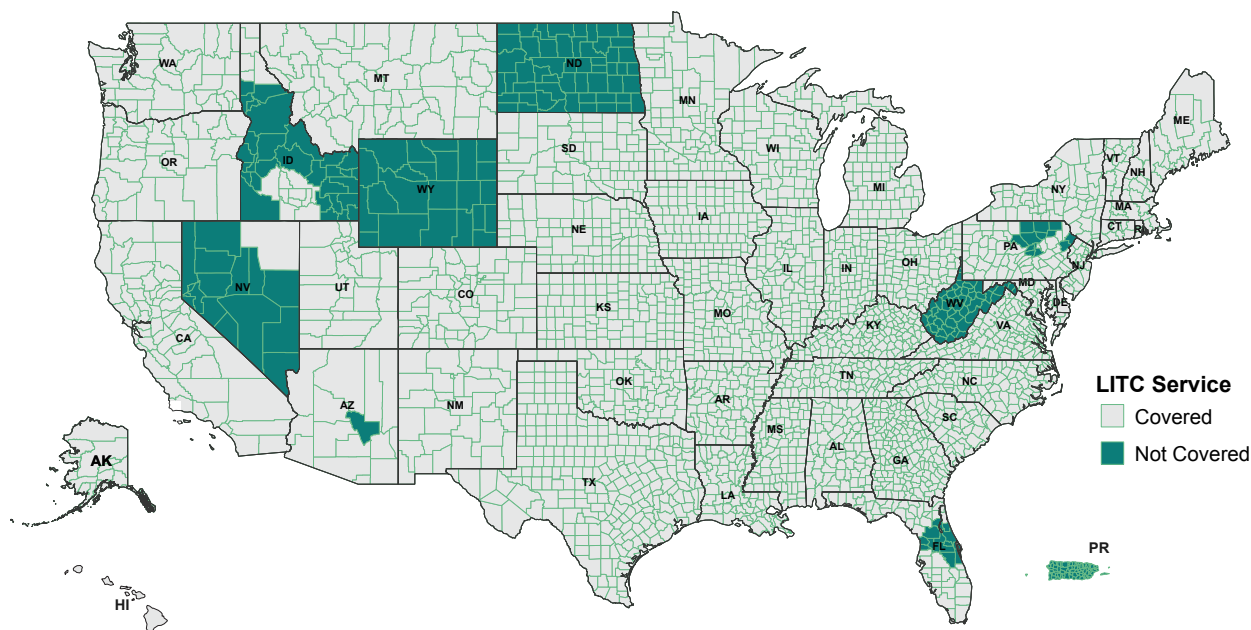 WA
MT
ND
MN
ME
OR
ID
SD
WI
VT
NH
NY
WY
MI
MA
CT
RI
IA
NE
PA
NV
UT
CO
IL
IN
OH
NJ
MD
DE
WV
KS
MO
KY
VA
CA
OK
TN
NC
AZ
NM
AR
SC
LITC Service
Covered
Not Covered
MS
AL
GA
AK
TX
LA
FL
PR
HI